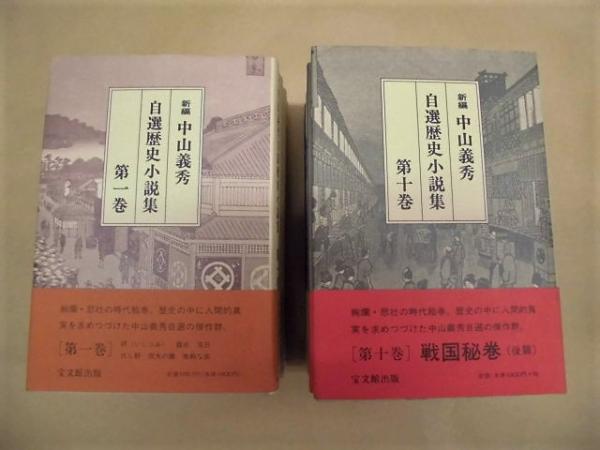 新編 中山義秀
自選歴史小説集
第一巻
絢爛・悲壮の時代絵巻。歴史の中に人間的真
実を求めつづけた中山義秀自選の傑作群。
[第一巻]
宝文館出版
新編 中山義秀
自選歴史小説集
第十巻
絢爛・悲壮の時代絵巻。歴史の中に人間的真
実を求めつづけた中山義秀自選の傑作群。
[第十巻] 戦国秘巻(後篇)
宝文館出版